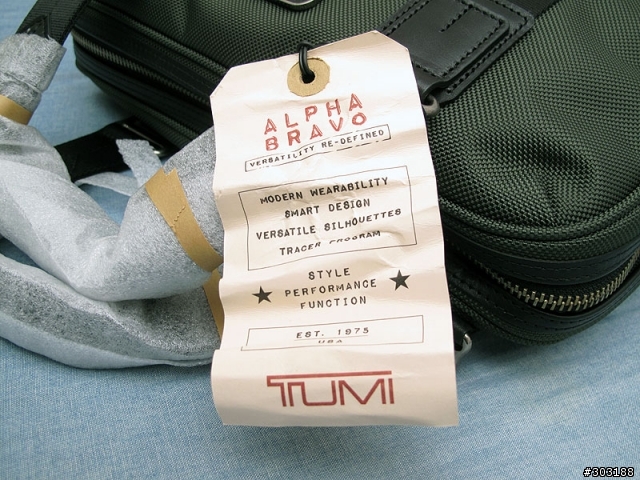 ALPHA
BRAVO
VERSATILITY RE-DEFINED
MODERN WEARABILITY
SMART DESIGN
VERSATILE SILHOUETTES
TRACER PROGRAM
STYLE
★ PERFORMANCE ★
FUNCTION
EST. 1975
USA
TUMI
#303188